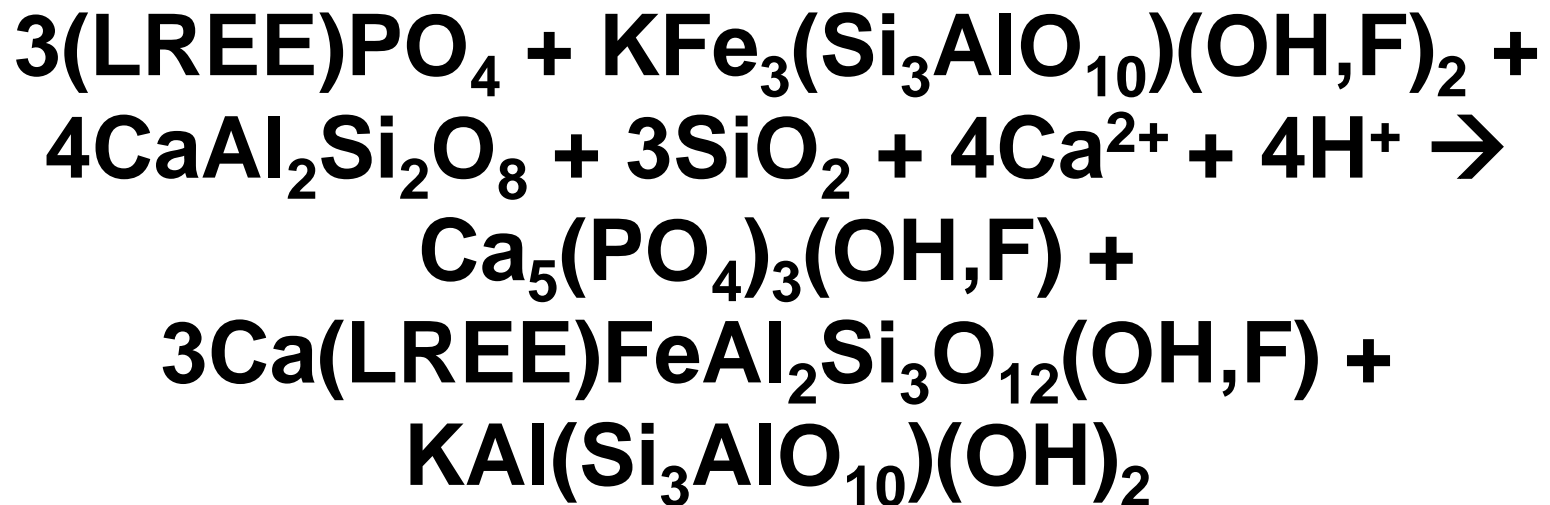 3(LREE)PO₄ + KFe₃(Si₃AlO₁₀)(OH,F)₂ +
4CaAl₂Si₂O₈ + 3SiO₂ + 4Ca²⁺ + 4H⁺ →
Ca₅(PO₄)₃(OH,F) +
3Ca(LREE)FeAl₂Si₃O₁₂(OH,F) +
KAl(Si₃AlO₁₀)(OH)₂